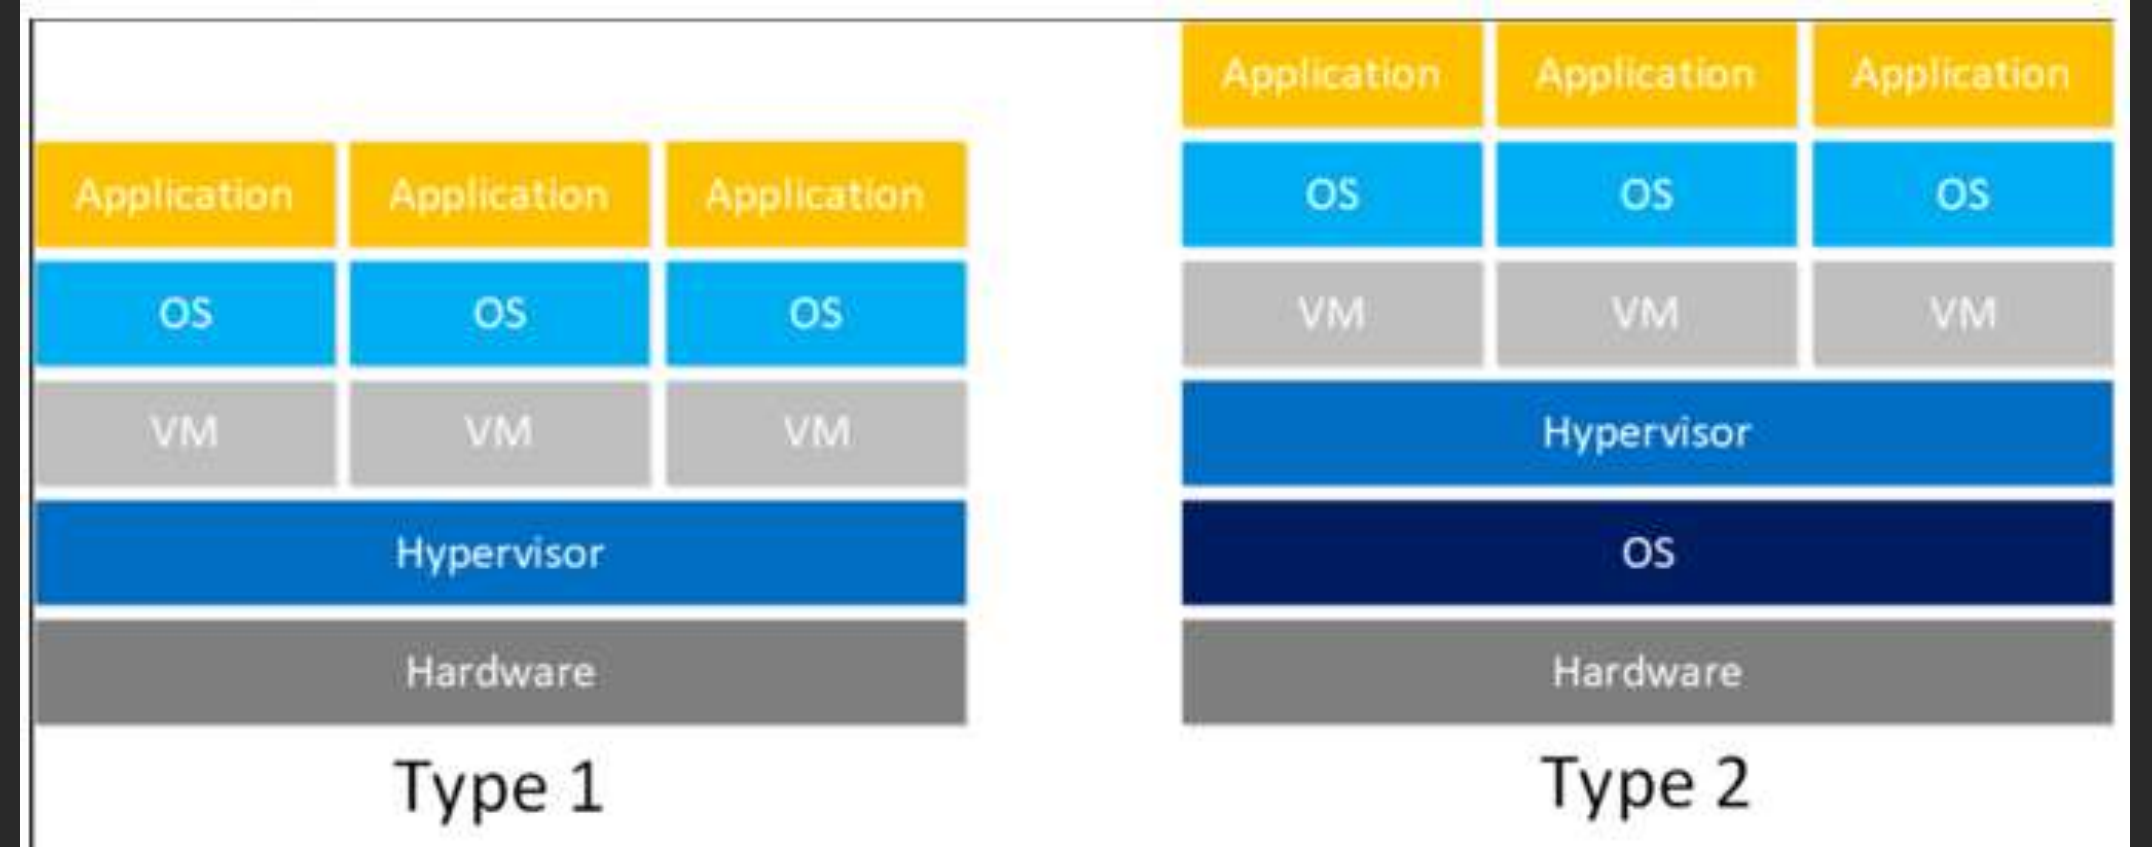 Application Application Application
OS OS OS
VM VM VM
Hypervisor
Hardware
Type 1
Application Application Application
OS OS OS
VM VM VM
Hypervisor
OS
Hardware
Type 2